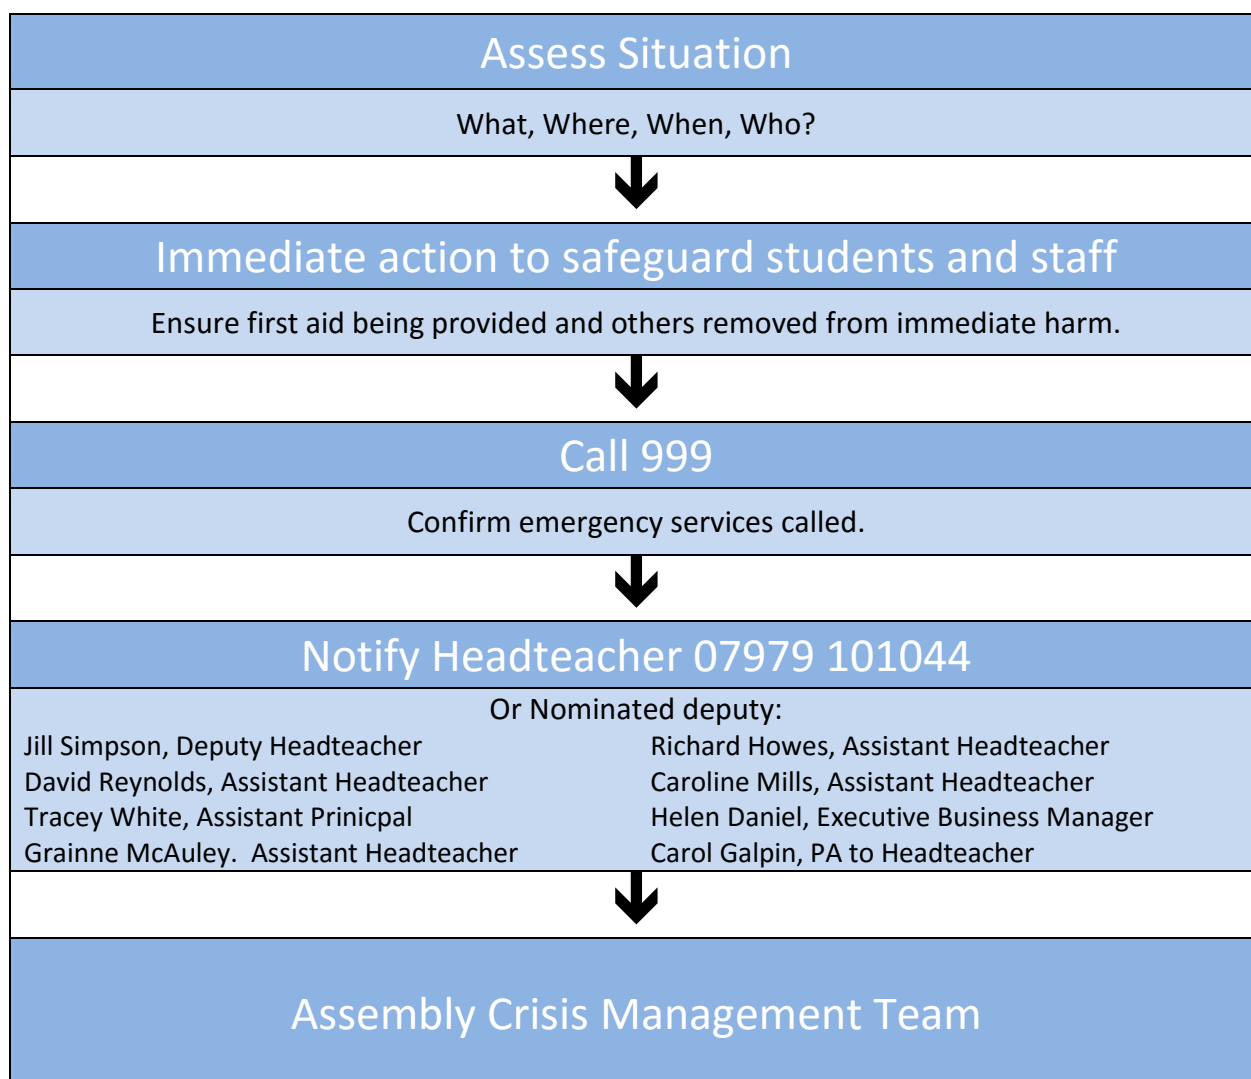 Assess Situation
What, Where, When, Who?
Immediate action to safeguard students and staff
Ensure first aid being provided and others removed from immediate harm.
Call 999
Confirm emergency services called.
Notify Headteacher 07979 101044
Or Nominated deputy:
Jill Simpson, Deputy Headteacher
David Reynolds, Assistant Headteacher
Tracey White, Assistant Prinicpal
Grainne McAuley.  Assistant Headteacher
Richard Howes, Assistant Headteacher
Caroline Mills, Assistant Headteacher
Helen Daniel, Executive Business Manager
Carol Galpin, PA to Headteacher
Assembly Crisis Management Team